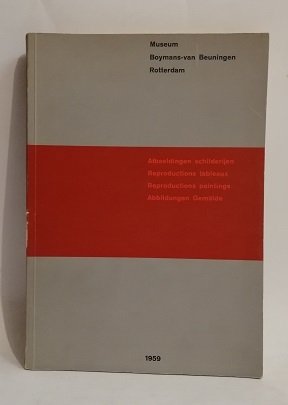 Museum
Boymans-van Beuningen
Rotterdam
Afbeeldingen schilderijen
Reproductions tableaux
Reproductions paintings
Abbildungen Gemälde
1959